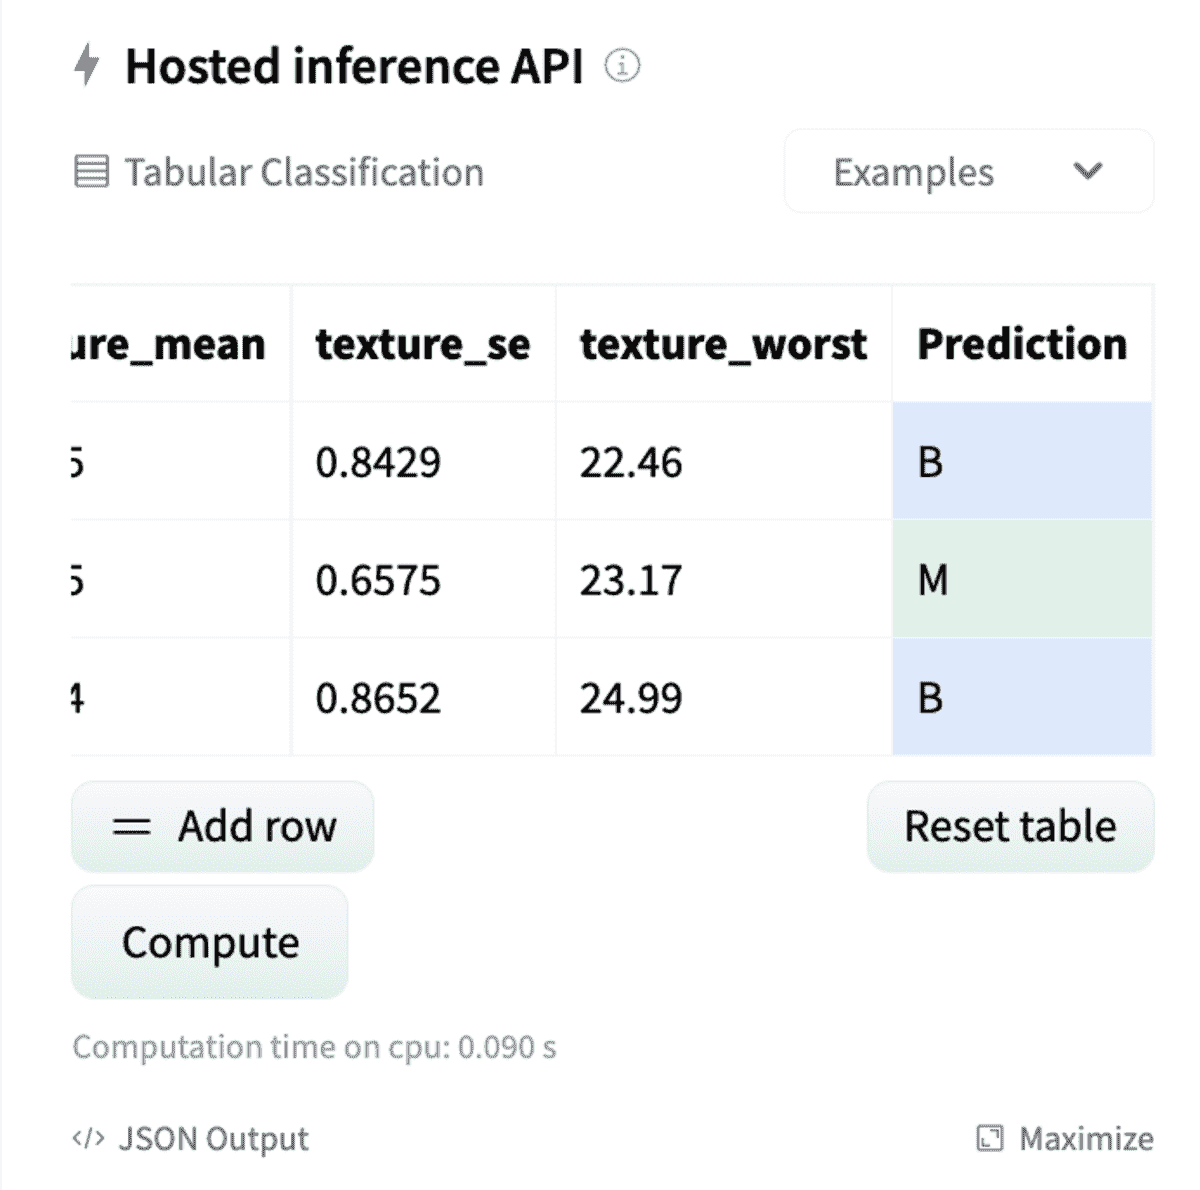 Hosted inference API
Tabular Classification Examples
ure_mean texture_se texture_worst Prediction
5 0.8429 22.46 B
5 0.6575 23.17 M
4 0.8652 24.99 B
Add row Reset table
Compute
Computation time on cpu: 0.090 s
</> JSON Output Maximize